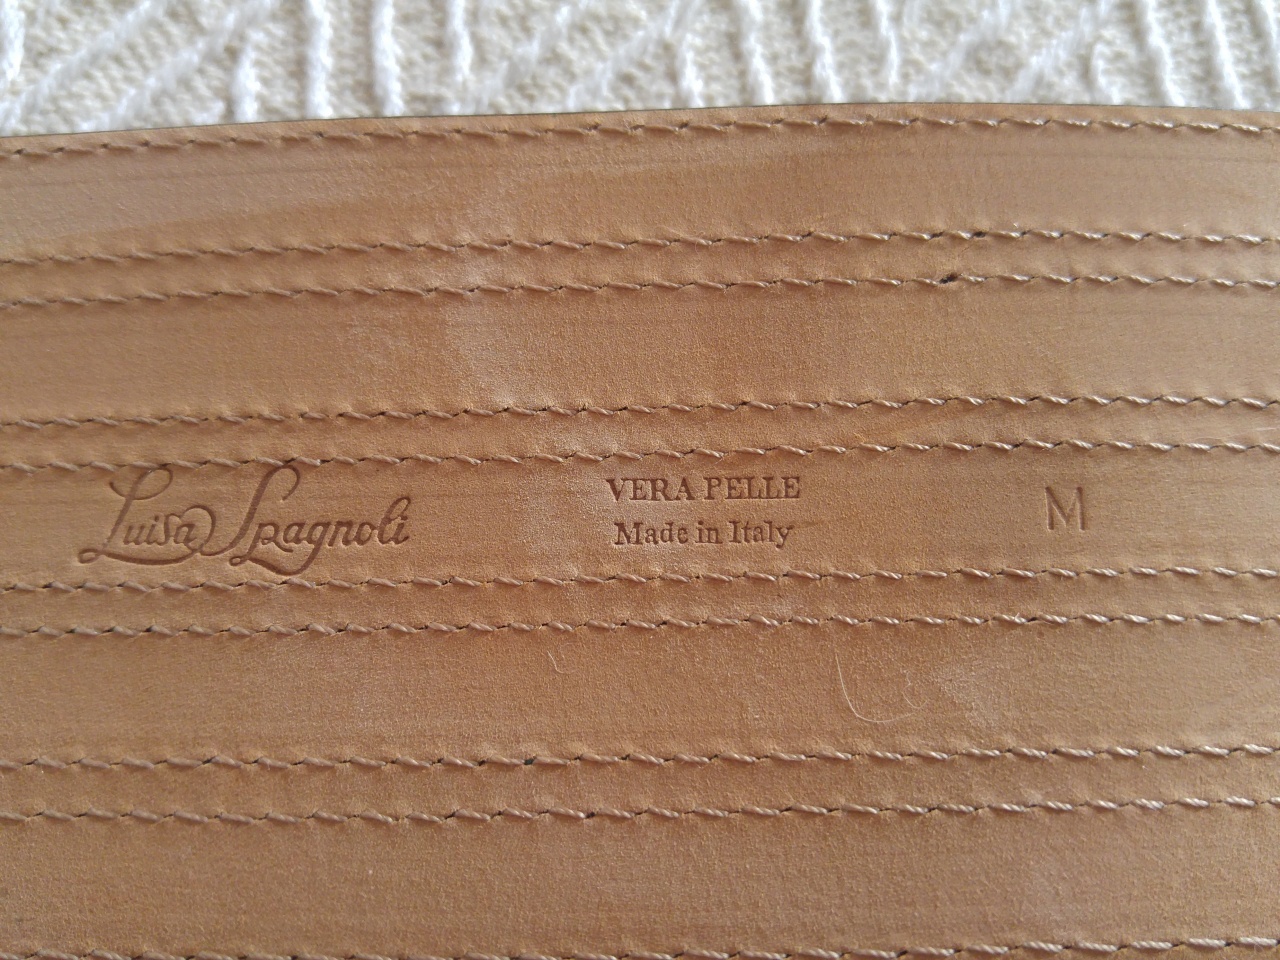 Luisa Spagnoli
VERA PELLE
Made in Italy
M